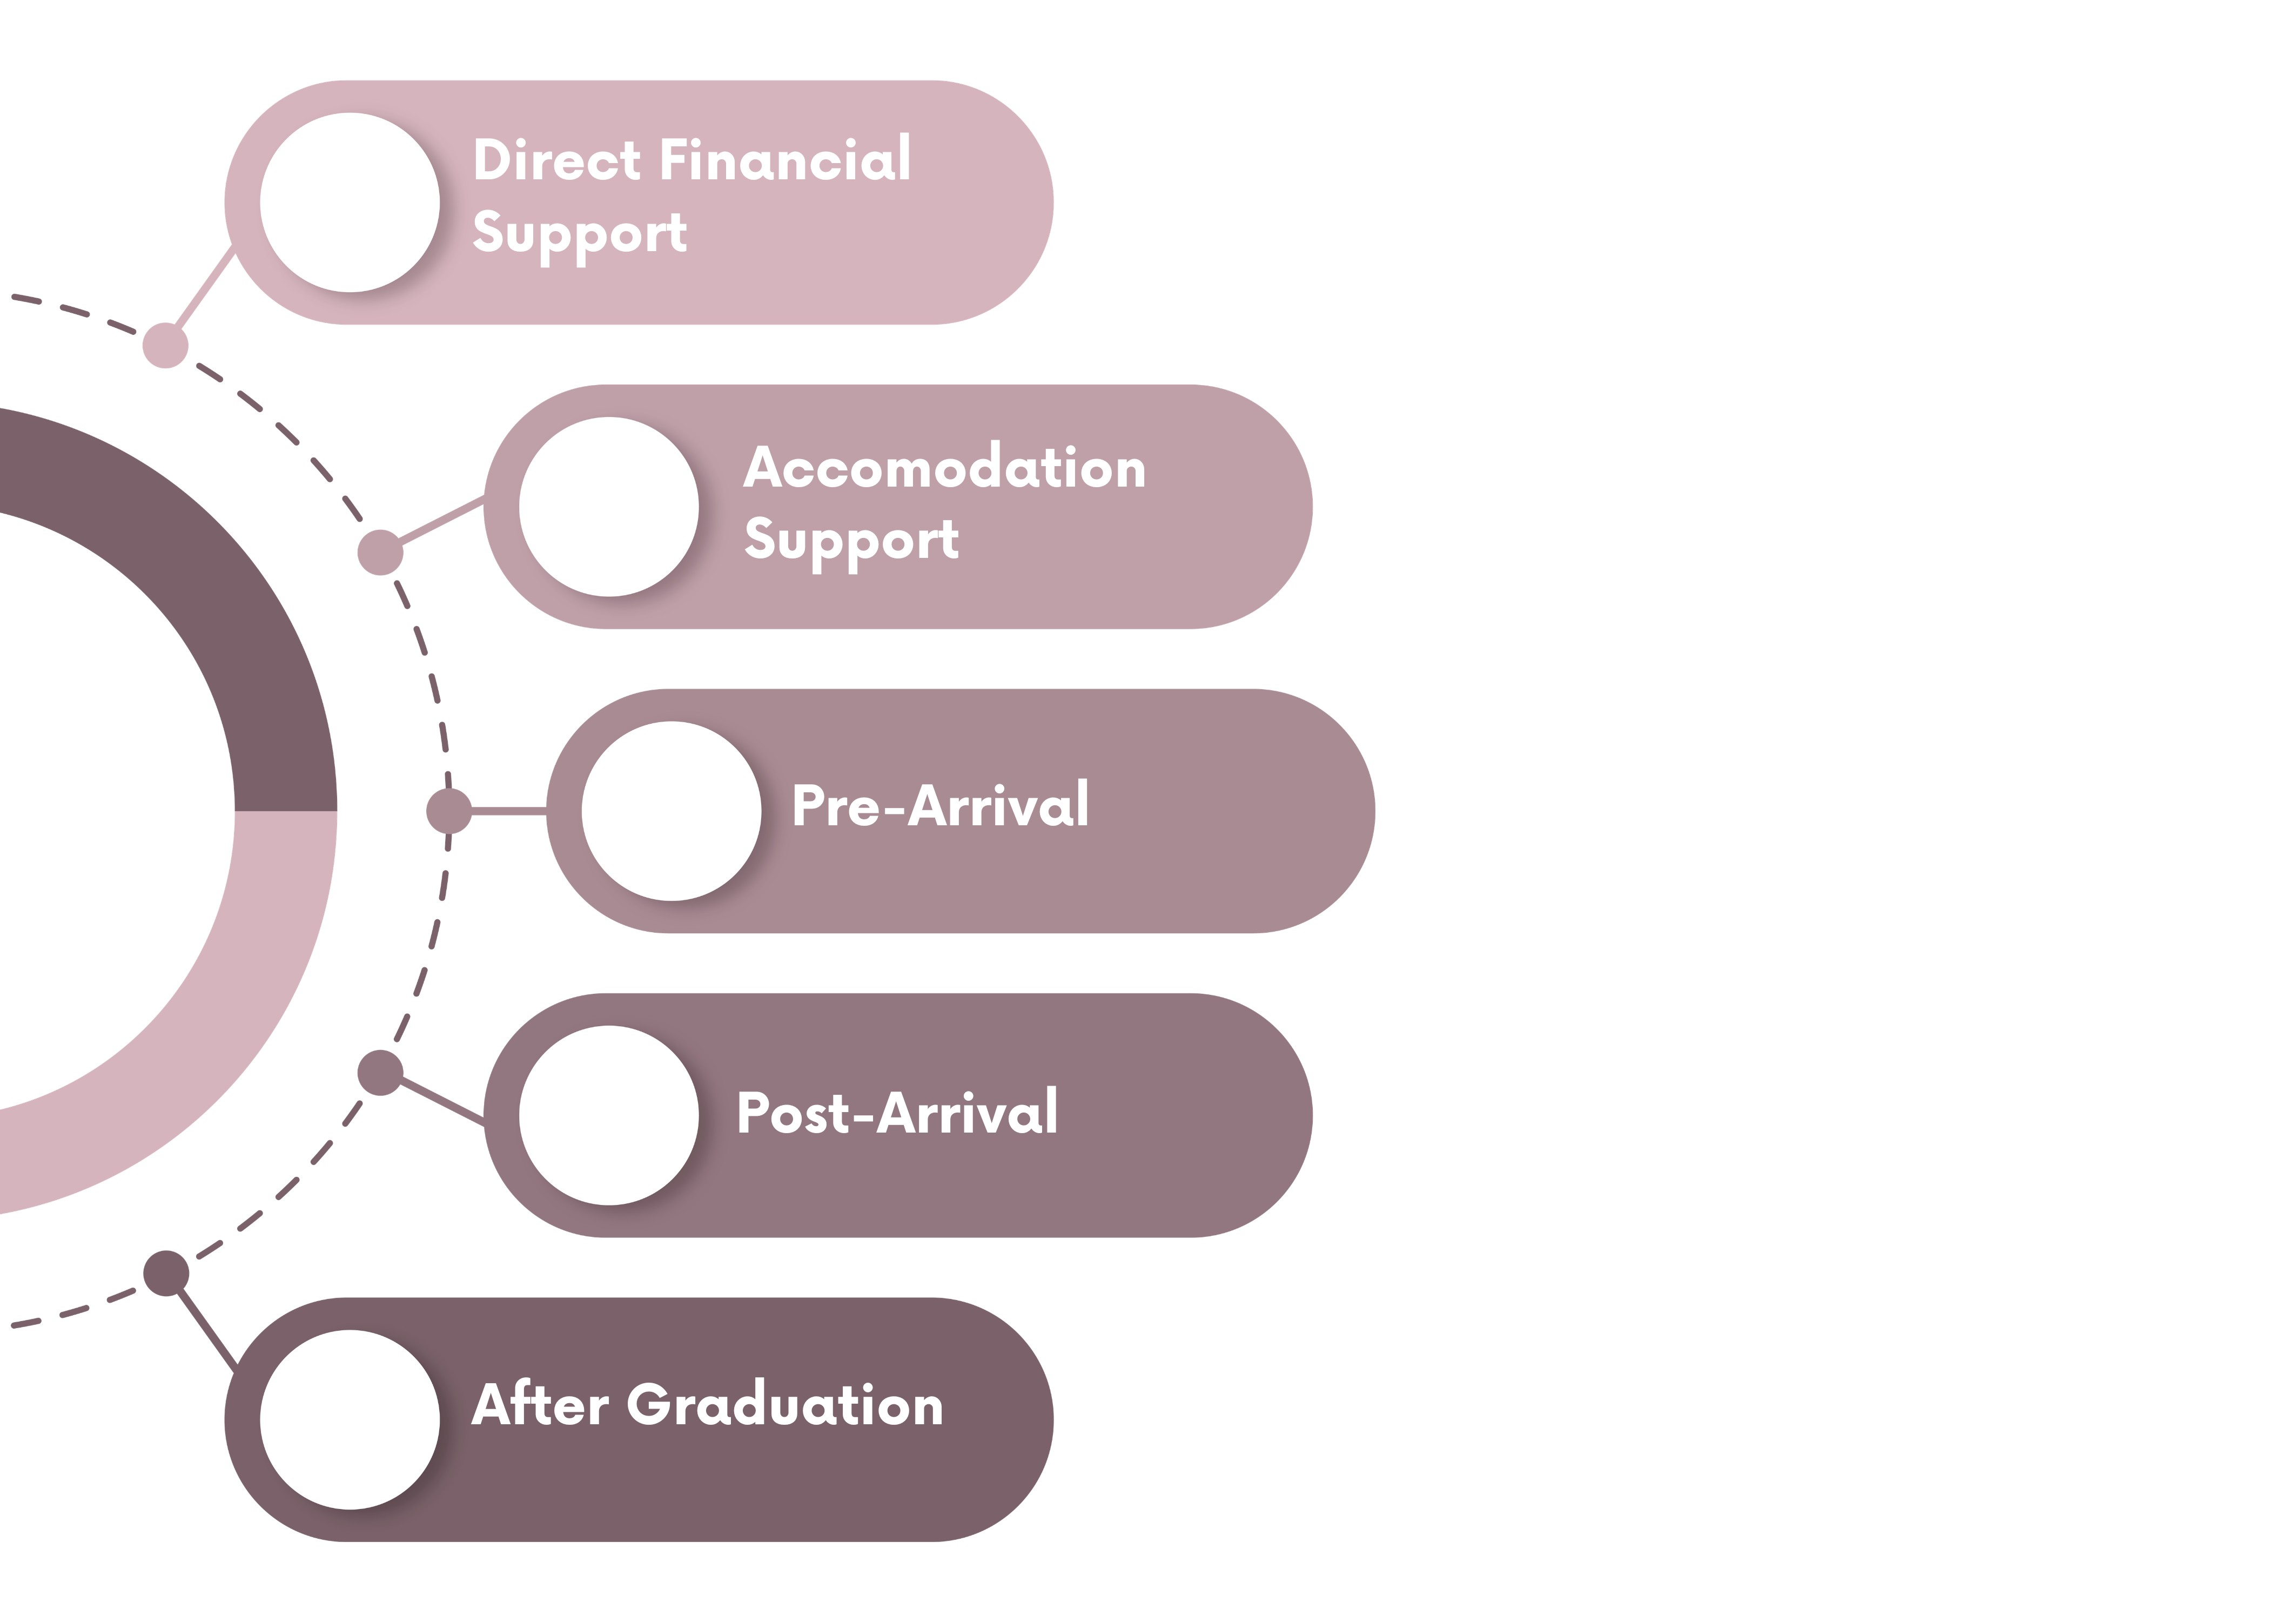 Direct Financial
Support
Accomodation
Support
Pre-Arrival
Post-Arrival
After Graduation